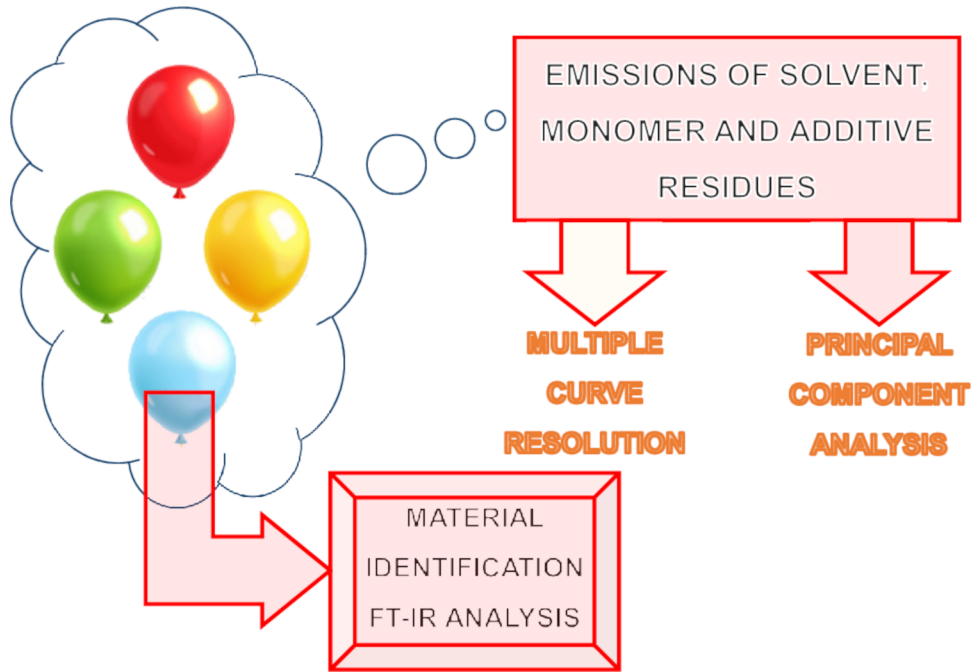 EMISSIONS OF SOLVENT,
MONOMER AND ADDITIVE
RESIDUES
MULTIPLE
CURVE
RESOLUTION
PRINCIPAL
COMPONENT
ANALYSIS
MATERIAL
IDENTIFICATION
FT-IR ANALYSIS